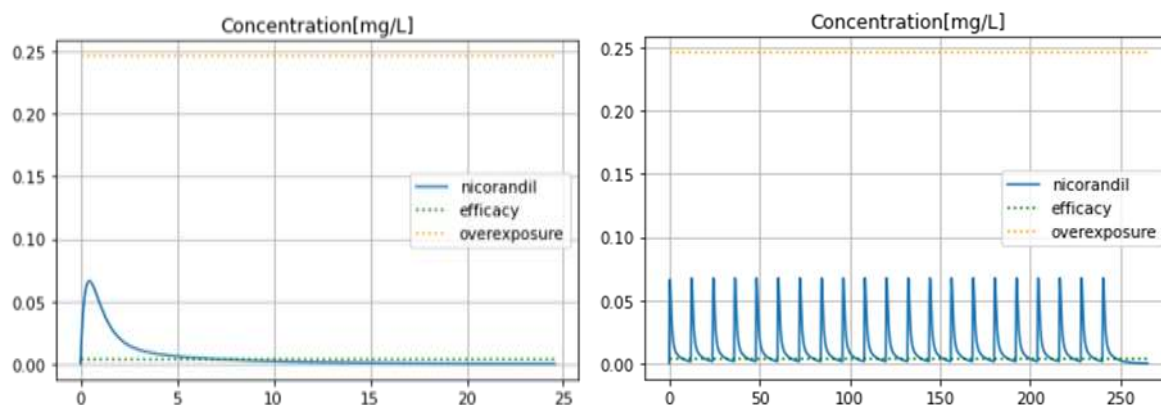 Concentration[mg/L]
0.25
0.20
0.15
0.10
0.05
0.00
nicorandil
efficacy
overexposure
0 5 10 15 20 25
Concentration[mg/L]
0.25
0.20
0.15
0.10
0.05
0.00
nicorandil
efficacy
overexposure
0 50 100 150 200 250